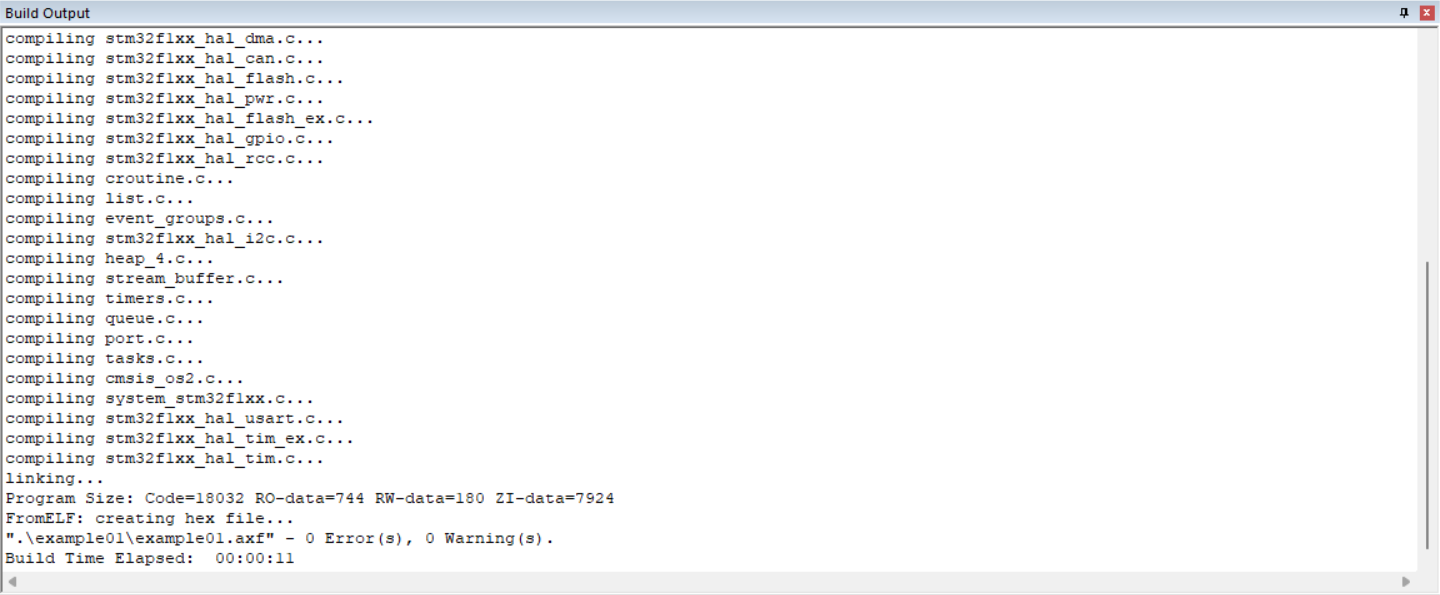 Build Output
compiling stm32f1xx_hal_dma.c...
compiling stm32f1xx_hal_can.c...
compiling stm32f1xx_hal_flash.c...
compiling stm32f1xx_hal_pwr.c...
compiling stm32f1xx_hal_flash_ex.c...
compiling stm32f1xx_hal_gpio.c...
compiling stm32f1xx_hal_rcc.c...
compiling croutine.c...
compiling list.c...
compiling event_groups.c...
compiling stm32f1xx_hal_i2c.c...
compiling heap_4.c...
compiling stream_buffer.c...
compiling timers.c...
compiling queue.c...
compiling port.c...
compiling tasks.c...
compiling cmsis_os2.c...
compiling system_stm32f1xx.c...
compiling stm32f1xx_hal_usart.c...
compiling stm32f1xx_hal_tim_ex.c...
compiling stm32f1xx_hal_tim.c...
linking...
Program Size: Code=18032 RO-data=744 RW-data=180 ZI-data=7924
FromELF: creating hex file...
".\example01\example01.axf" - 0 Error(s), 0 Warning(s).
Build Time Elapsed:  00:00:11